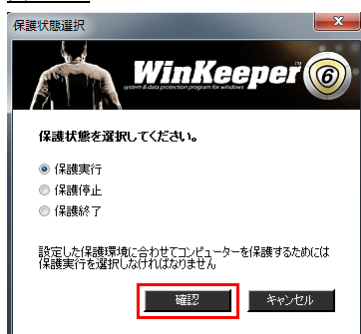 保護状態選択
WinKeeper 6
system & data protection program for windows
保護状態を選択してください。
保護実行
保護停止
保護終了
設定した保護環境に合わせてコンピューターを保護するためには
保護実行を選択しなければなりません
確認
キャンセル